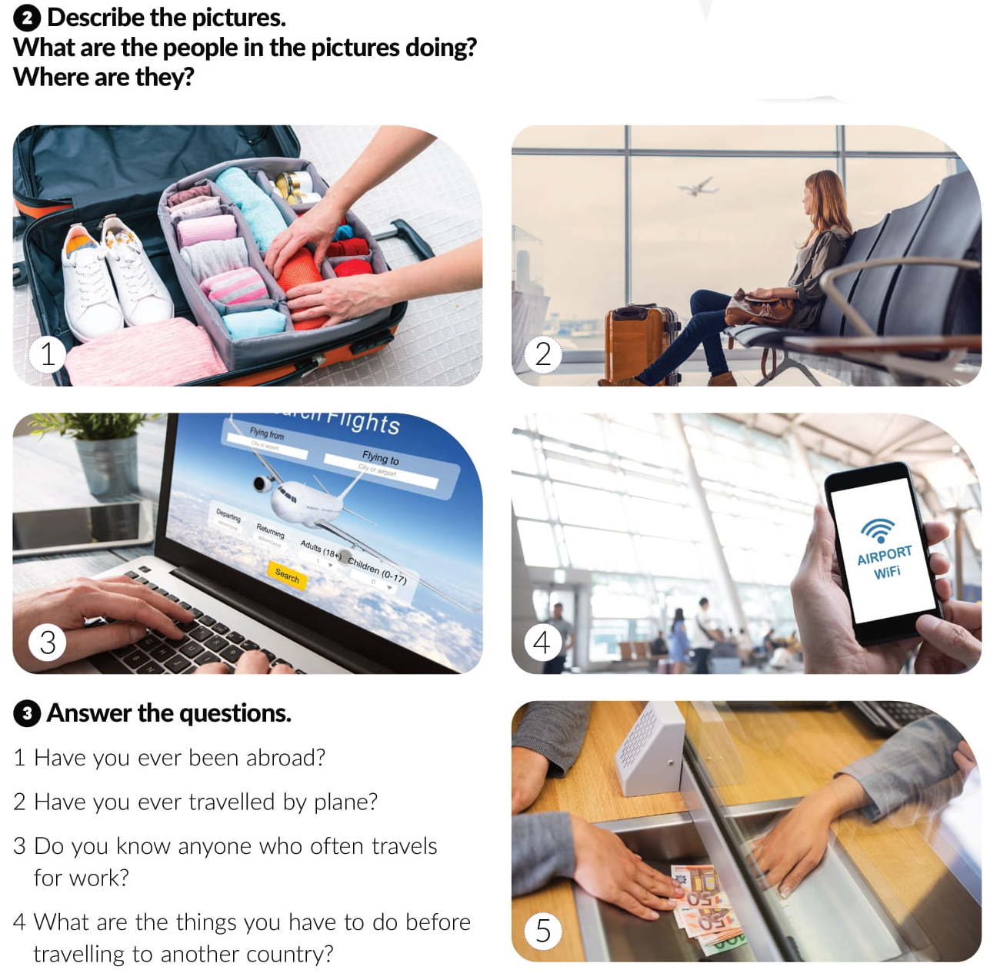 2 Describe the pictures.
What are the people in the pictures doing?
Where are they?
1
2
Flights
Flying from
City or airport
Flying to
City or airport
Departing
Returning
Adults (18+)
Children (0-17)
Search
3
AIRPORT
WiFi
4
3 Answer the questions.
1 Have you ever been abroad?
2 Have you ever travelled by plane?
3 Do you know anyone who often travels
for work?
4 What are the things you have to do before
travelling to another country?
50
50
5